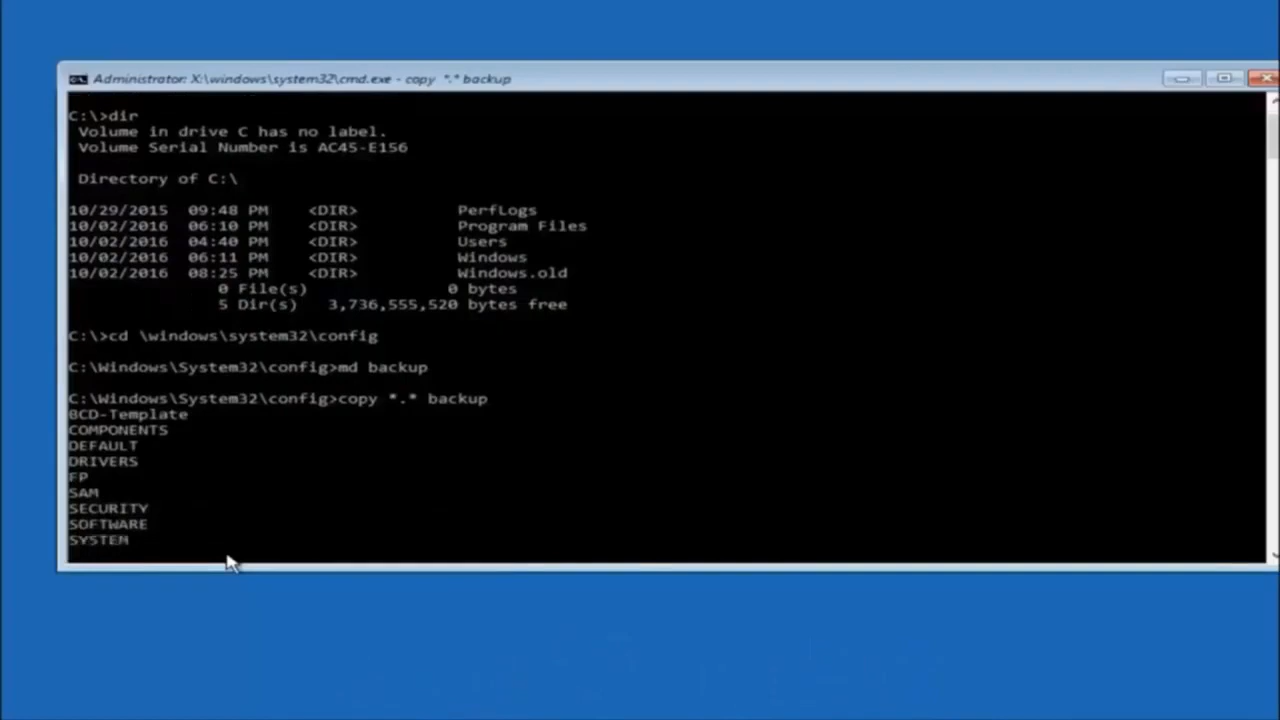 Administrator: X:\windows\system32\cmd.exe - copy  *.* backup
C:\>dir
 Volume in drive C has no label.
 Volume Serial Number is AC45-E156
 Directory of C:\
10/29/2015  09:48 PM    <DIR>          PerfLogs
10/02/2016  06:10 PM    <DIR>          Program Files
10/02/2016  04:40 PM    <DIR>          Users
10/02/2016  06:11 PM    <DIR>          Windows
10/02/2016  08:25 PM    <DIR>          Windows.old
               0 File(s)              0 bytes
               5 Dir(s)   3,736,555,520 bytes free
C:\>cd \windows\system32\config
C:\Windows\System32\config>md backup
C:\Windows\System32\config>copy *.* backup
BCD-Template
COMPONENTS
DEFAULT
DRIVERS
FP
SAM
SECURITY
SOFTWARE
SYSTEM